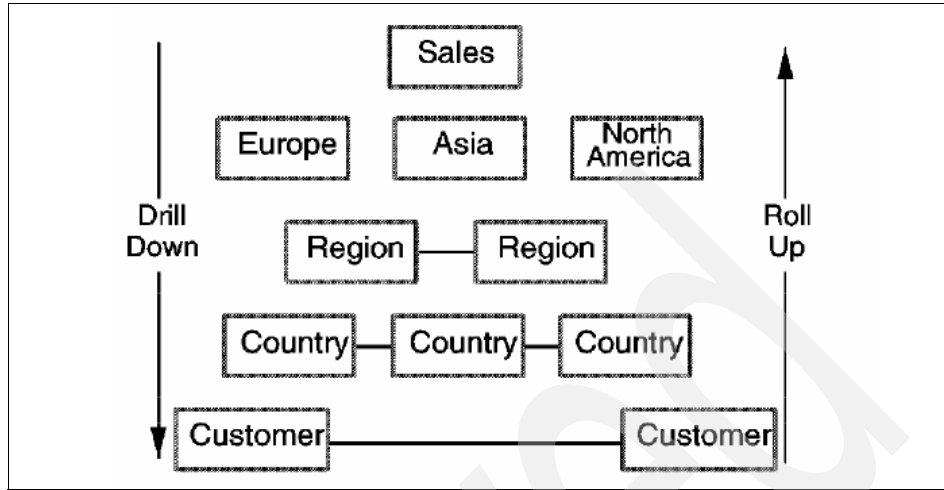 Sales
Europe
Asia
North
America
Drill
Down
Roll
Up
Region
Region
Country
Country
Country
Customer
Customer